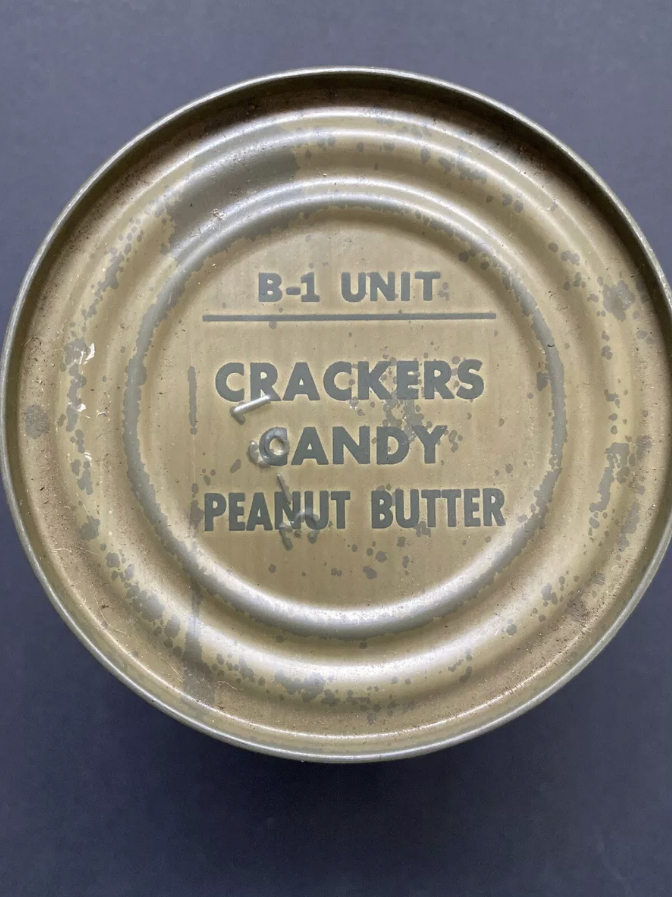 B-1 UNIT
CRACKERS
CANDY
PEANUT BUTTER